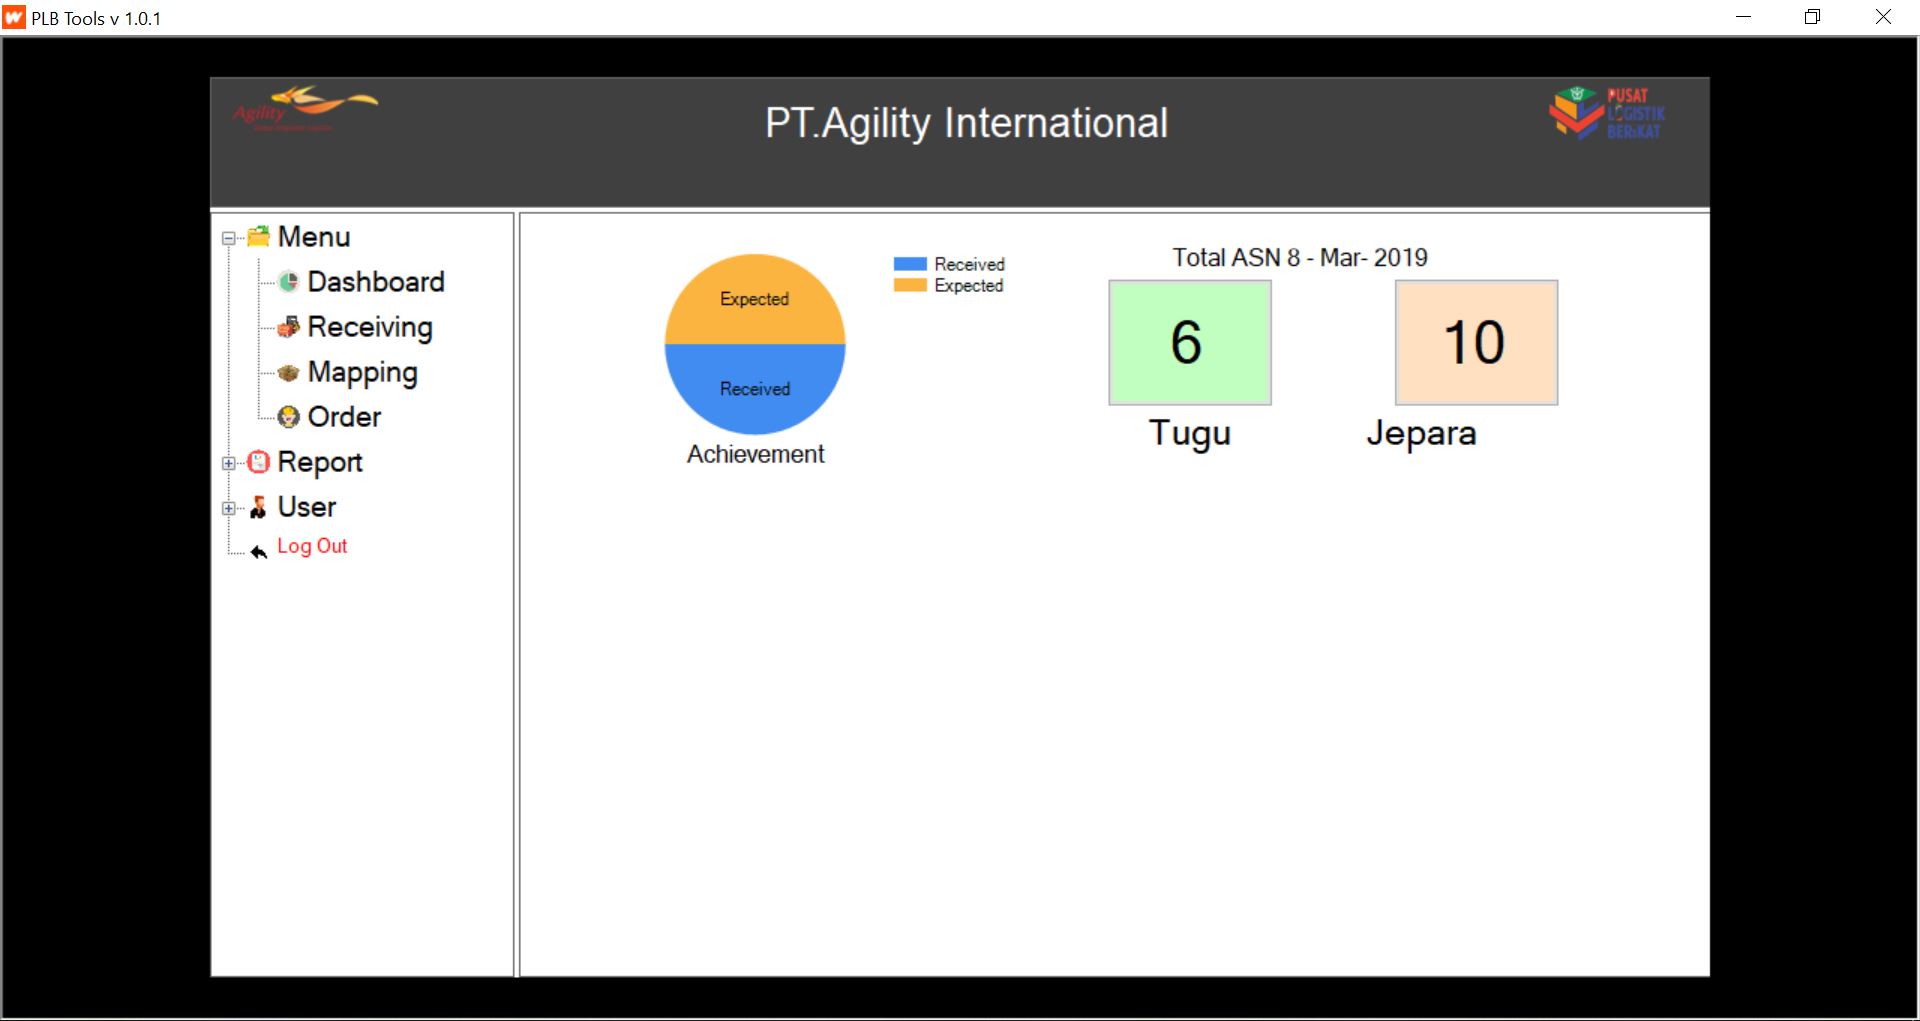 PLB Tools v 1.0.1
Agility
PT.Agility International
PUSAT
LOGISTIK
BERIKAT
Menu
Dashboard
Receiving
Mapping
Order
Report
User
Log Out
Expected
Received
Achievement
Received
Expected
Total ASN 8 - Mar- 2019
6
10
Tugu
Jepara